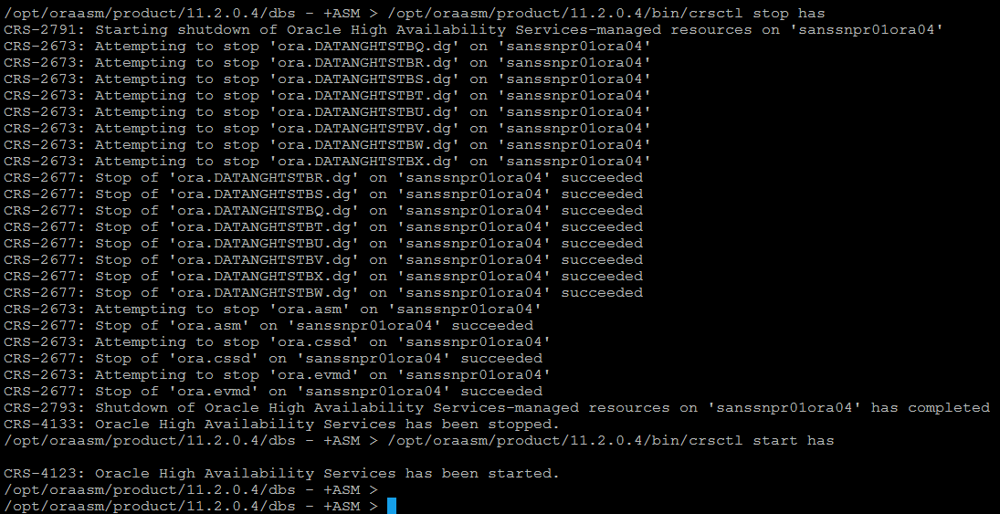 /opt/oraasm/product/11.2.0.4/dbs - +ASM > /opt/oraasm/product/11.2.0.4/bin/crsctl stop has
CRS-2791: Starting shutdown of Oracle High Availability Services-managed resources on 'sanssnpr01ora04'
CRS-2673: Attempting to stop 'ora.DATANGHTSTBQ.dg' on 'sanssnpr01ora04'
CRS-2673: Attempting to stop 'ora.DATANGHTSTBR.dg' on 'sanssnpr01ora04'
CRS-2673: Attempting to stop 'ora.DATANGHTSTBS.dg' on 'sanssnpr01ora04'
CRS-2673: Attempting to stop 'ora.DATANGHTSTBT.dg' on 'sanssnpr01ora04'
CRS-2673: Attempting to stop 'ora.DATANGHTSTBU.dg' on 'sanssnpr01ora04'
CRS-2673: Attempting to stop 'ora.DATANGHTSTBV.dg' on 'sanssnpr01ora04'
CRS-2673: Attempting to stop 'ora.DATANGHTSTBW.dg' on 'sanssnpr01ora04'
CRS-2673: Attempting to stop 'ora.DATANGHTSTBX.dg' on 'sanssnpr01ora04'
CRS-2677: Stop of 'ora.DATANGHTSTBR.dg' on 'sanssnpr01ora04' succeeded
CRS-2677: Stop of 'ora.DATANGHTSTBS.dg' on 'sanssnpr01ora04' succeeded
CRS-2677: Stop of 'ora.DATANGHTSTBQ.dg' on 'sanssnpr01ora04' succeeded
CRS-2677: Stop of 'ora.DATANGHTSTBT.dg' on 'sanssnpr01ora04' succeeded
CRS-2677: Stop of 'ora.DATANGHTSTBU.dg' on 'sanssnpr01ora04' succeeded
CRS-2677: Stop of 'ora.DATANGHTSTBV.dg' on 'sanssnpr01ora04' succeeded
CRS-2677: Stop of 'ora.DATANGHTSTBX.dg' on 'sanssnpr01ora04' succeeded
CRS-2677: Stop of 'ora.DATANGHTSTBW.dg' on 'sanssnpr01ora04' succeeded
CRS-2673: Attempting to stop 'ora.asm' on 'sanssnpr01ora04'
CRS-2677: Stop of 'ora.asm' on 'sanssnpr01ora04' succeeded
CRS-2673: Attempting to stop 'ora.cssd' on 'sanssnpr01ora04'
CRS-2677: Stop of 'ora.cssd' on 'sanssnpr01ora04' succeeded
CRS-2673: Attempting to stop 'ora.evmd' on 'sanssnpr01ora04'
CRS-2677: Stop of 'ora.evmd' on 'sanssnpr01ora04' succeeded
CRS-2793: Shutdown of Oracle High Availability Services-managed resources on 'sanssnpr01ora04' has completed
CRS-4133: Oracle High Availability Services has been stopped.
/opt/oraasm/product/11.2.0.4/dbs - +ASM > /opt/oraasm/product/11.2.0.4/bin/crsctl start has
CRS-4123: Oracle High Availability Services has been started.
/opt/oraasm/product/11.2.0.4/dbs - +ASM >
/opt/oraasm/product/11.2.0.4/dbs - +ASM >